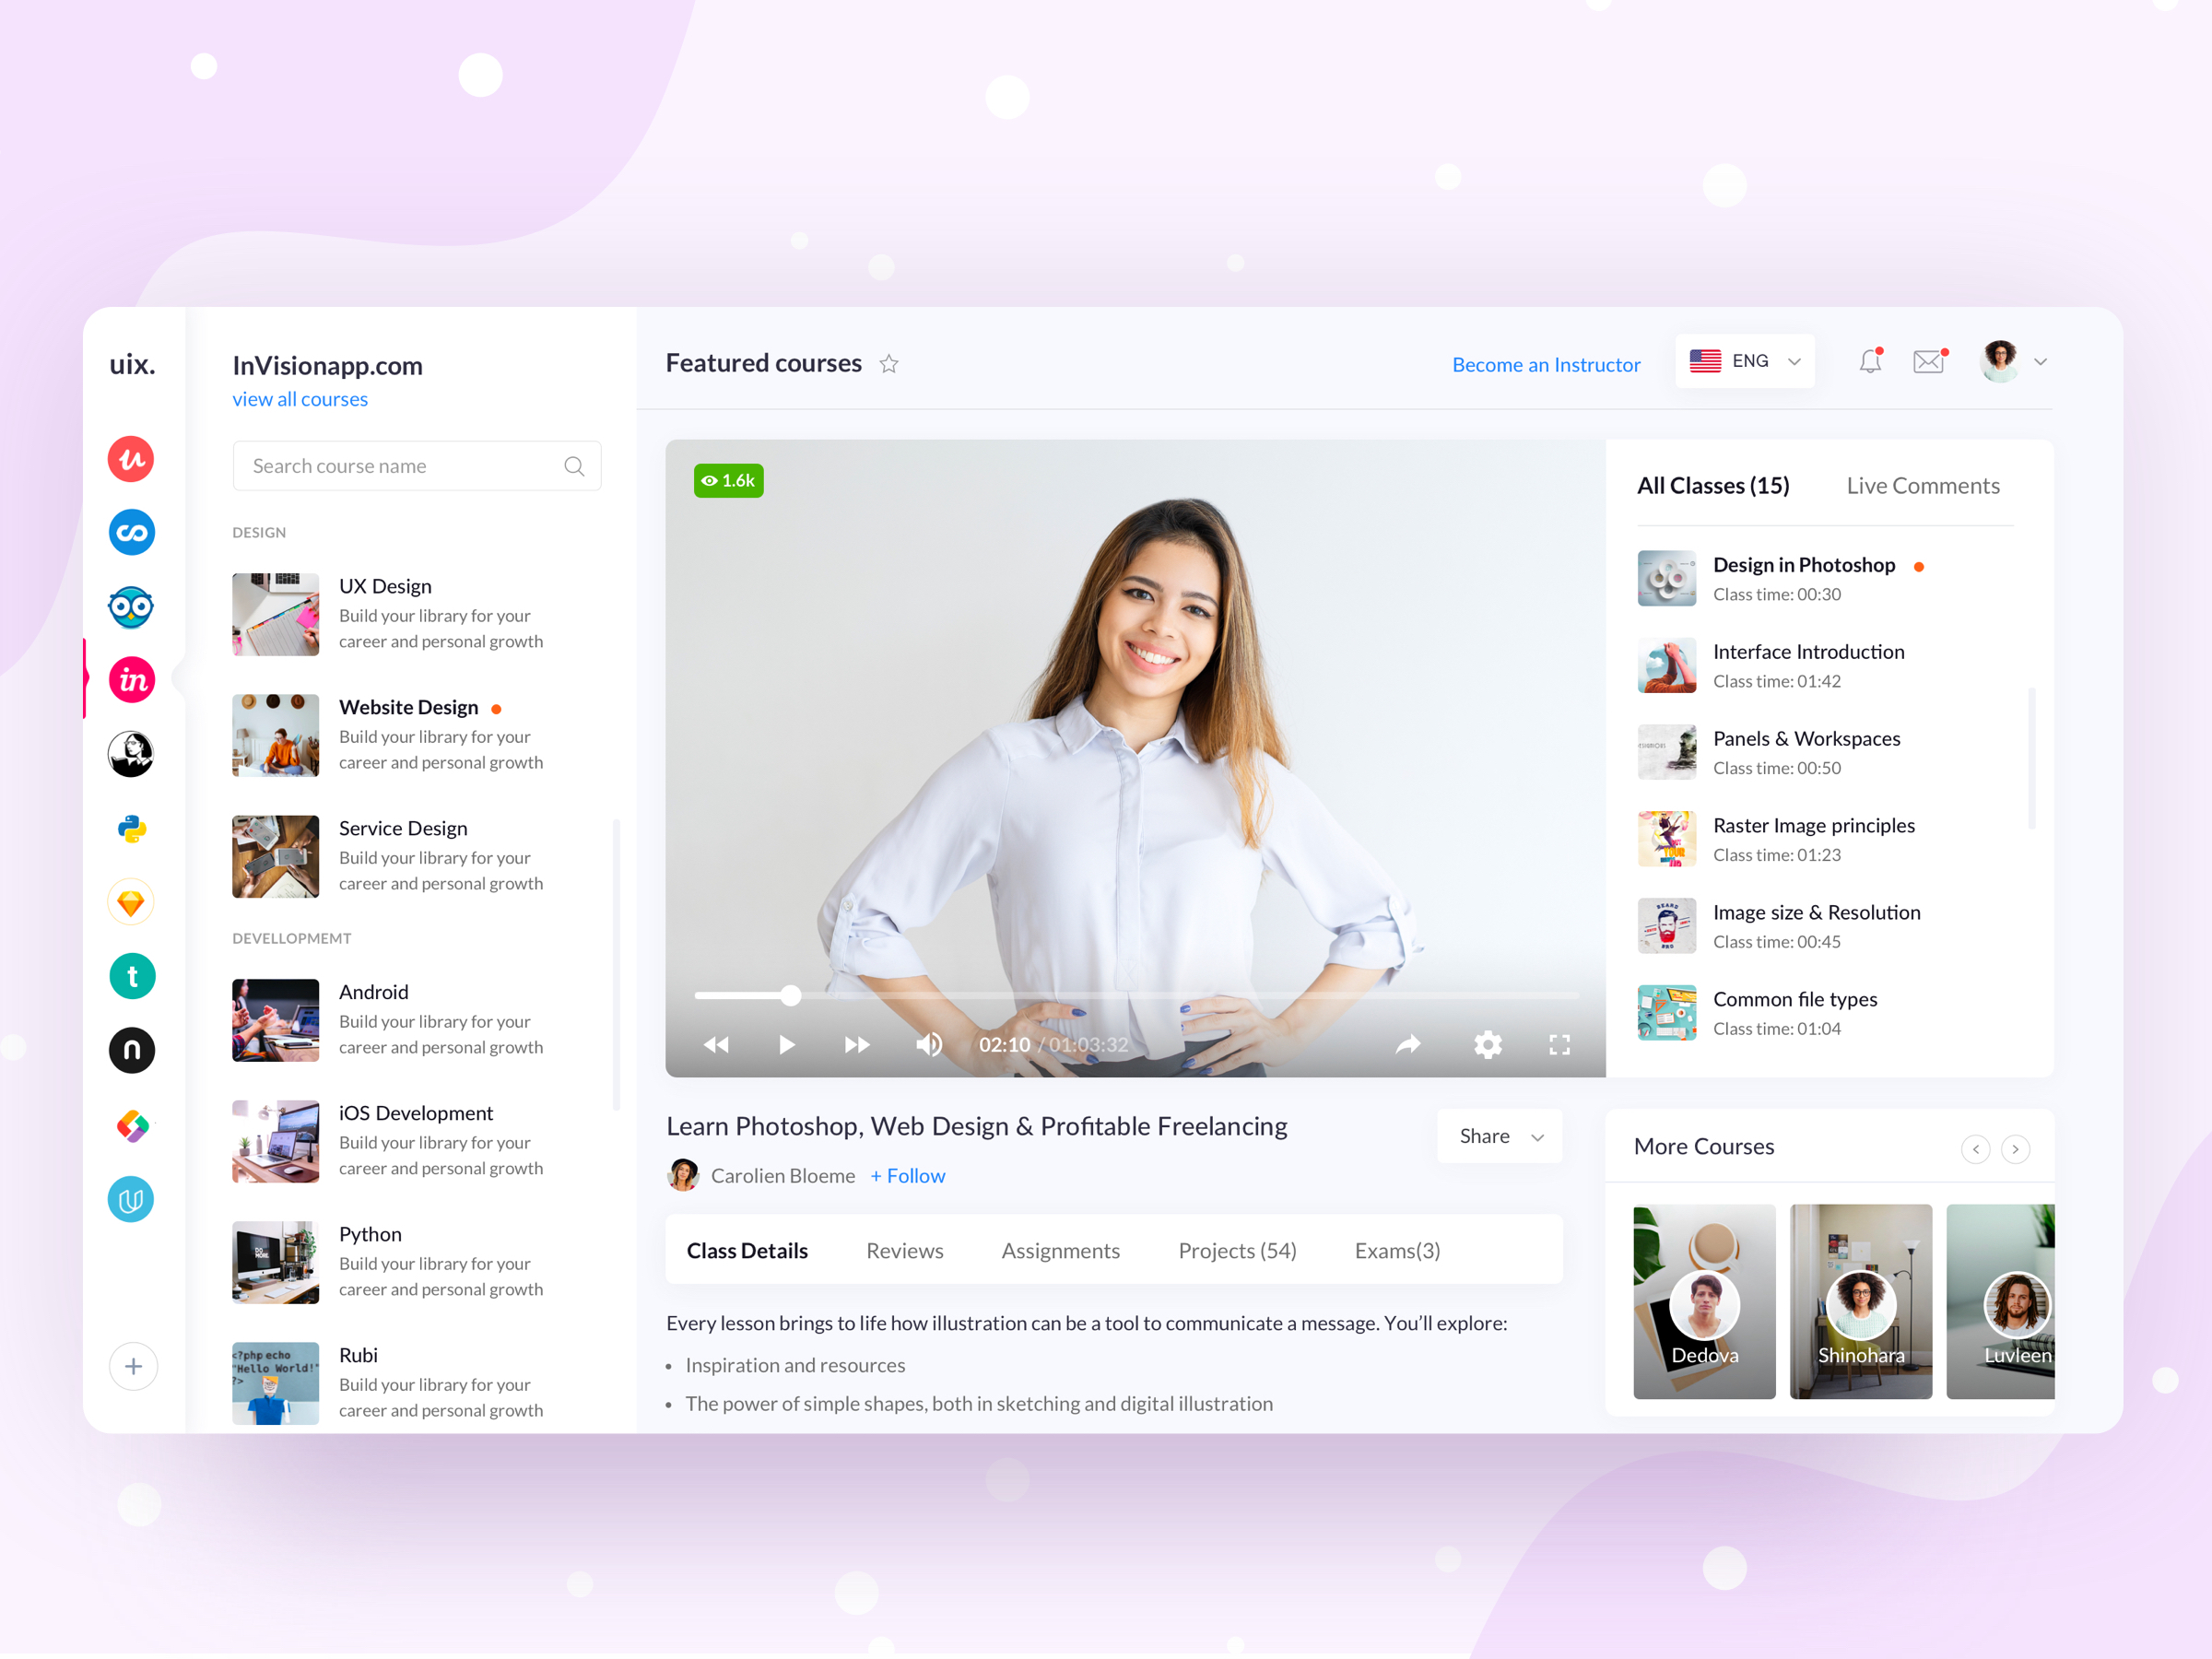 uix.
InVisionapp.com
view all courses
Search course name
DESIGN
UX Design
Build your library for your
career and personal growth
Website Design
Build your library for your
career and personal growth
Service Design
Build your library for your
career and personal growth
DEVELLOPMEMT
Android
Build your library for your
career and personal growth
iOS Development
Build your library for your
career and personal growth
Python
Build your library for your
career and personal growth
<?php echo
"Hello World!"
?>
Rubi
Build your library for your
career and personal growth
in
t
n
Featured courses
Become an Instructor
ENG
1.6k
02:10 / 01:03:32
All Classes (15)
Live Comments
Design in Photoshop
Class time: 00:30
Interface Introduction
Class time: 01:42
Panels & Workspaces
Class time: 00:50
Raster Image principles
Class time: 01:23
BEARD
BRO
Image size & Resolution
Class time: 00:45
Common file types
Class time: 01:04
Learn Photoshop, Web Design & Profitable Freelancing
Share
Carolien Bloeme + Follow
Class Details
Reviews
Assignments
Projects (54)
Exams(3)
Every lesson brings to life how illustration can be a tool to communicate a message. You’ll explore:
• Inspiration and resources
• The power of simple shapes, both in sketching and digital illustration
More Courses
Dedova
Shinohara
Luvleen